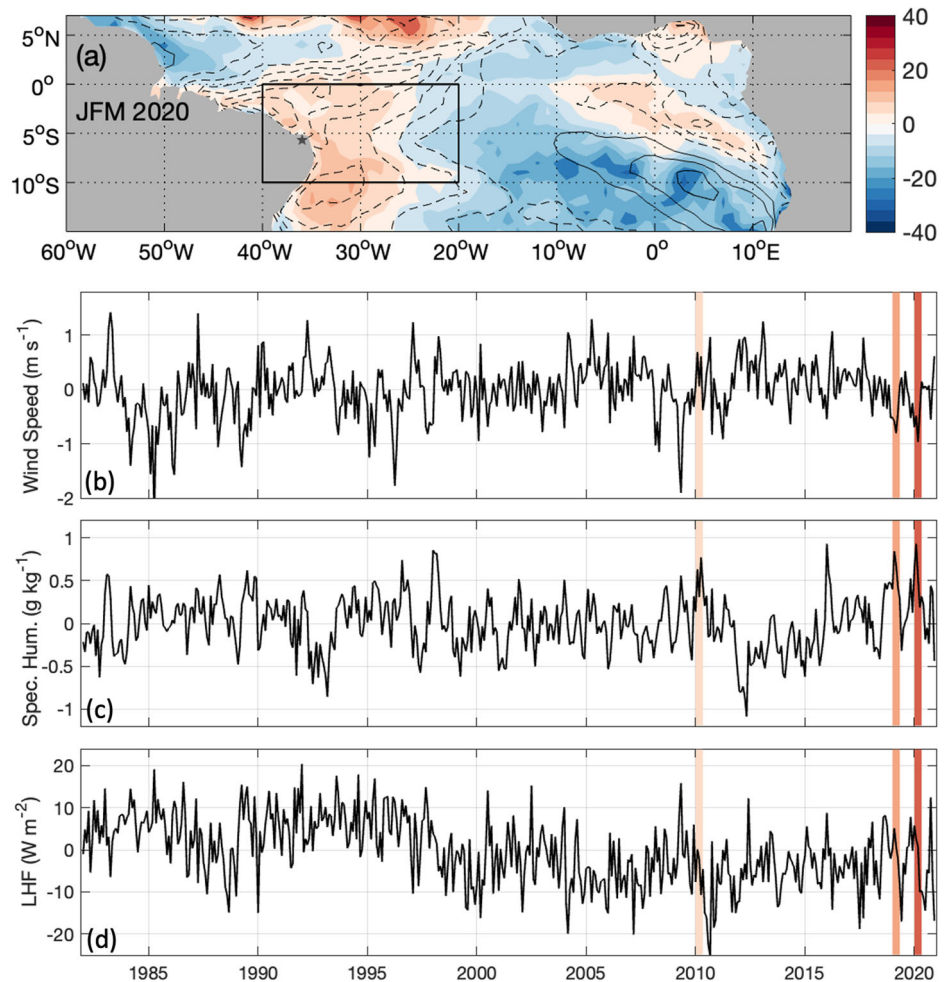 (a)
JFM 2020
5°N
0°
5°S
10°S
60°W 50°W 40°W 30°W 20°W 10°W 0° 10°E
40
20
0
-20
-40
Wind Speed (m s⁻¹)
1
0
-1
-2
(b)
Spec. Hum. (g kg⁻¹)
1
0.5
0
-0.5
-1
(c)
LHF (W m⁻²)
20
10
0
-10
-20
(d)
1985 1990 1995 2000 2005 2010 2015 2020